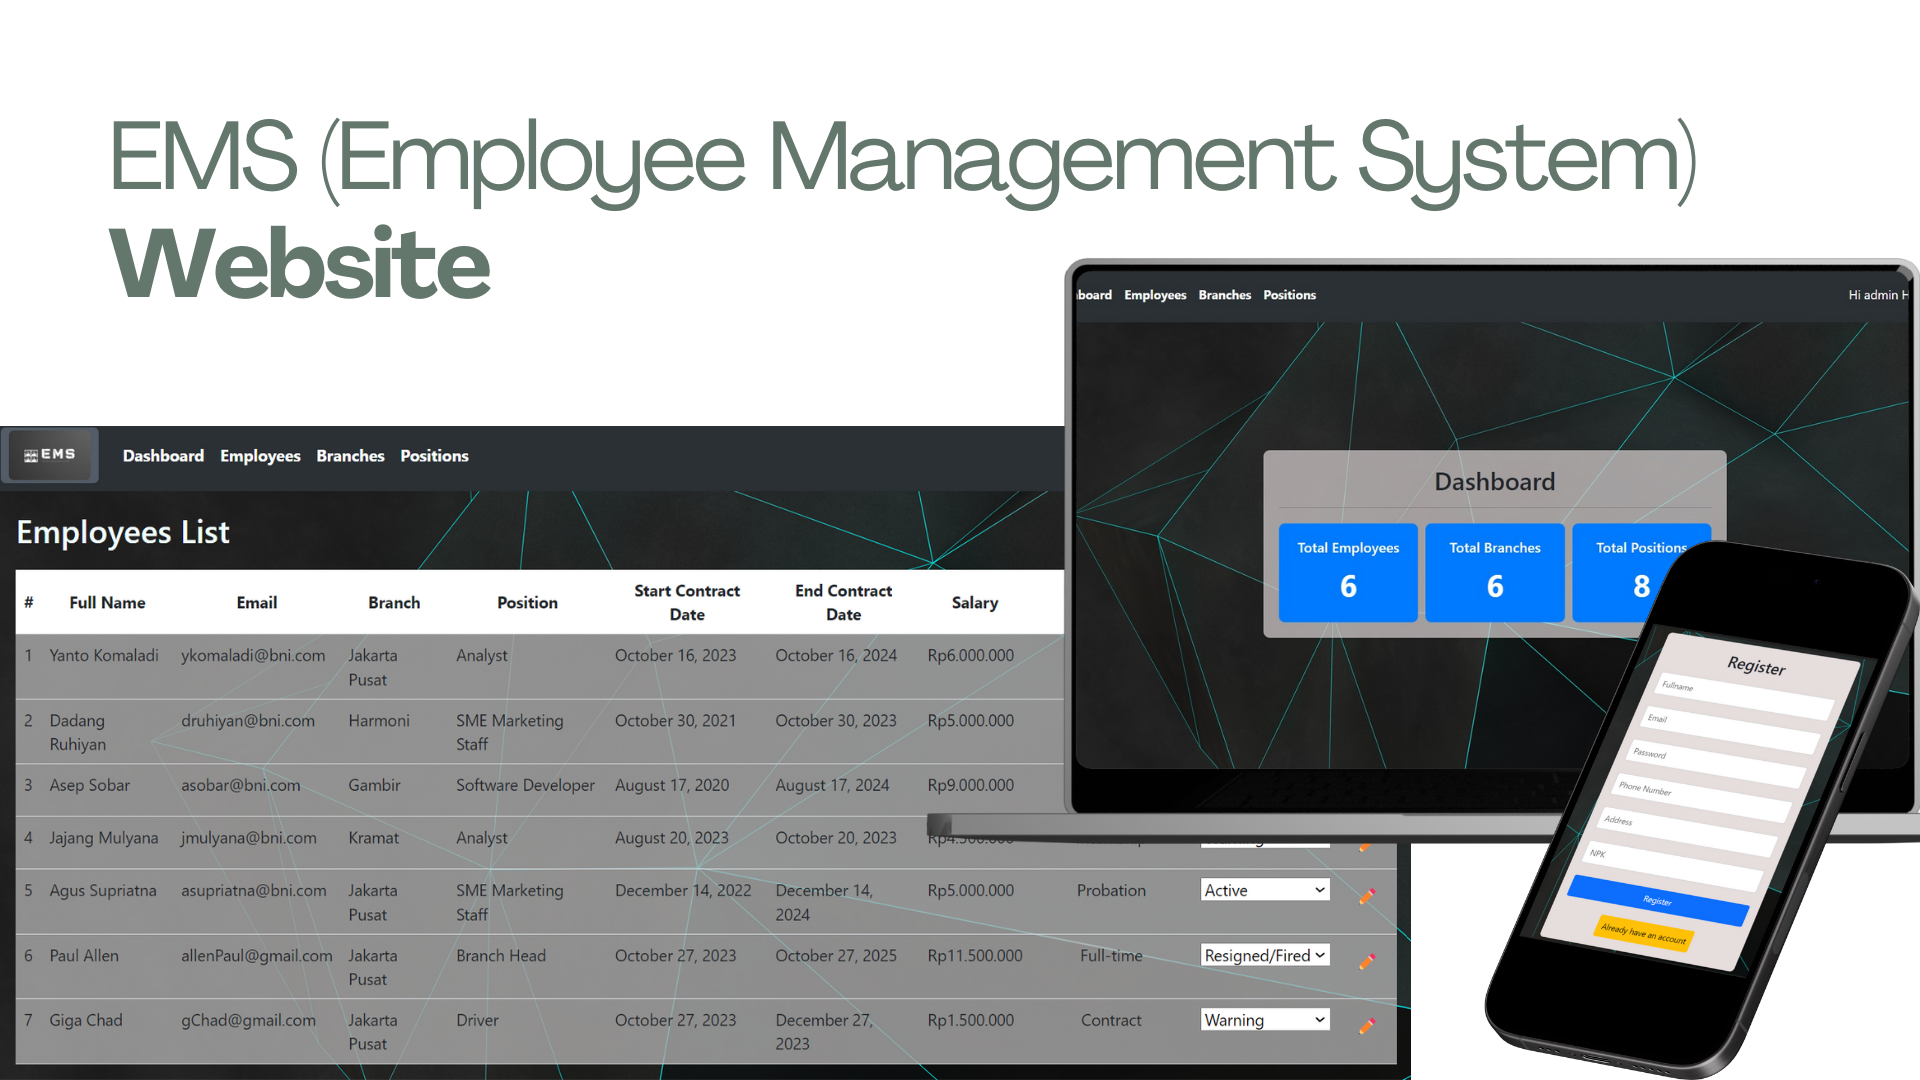 EMS (Employee Management System)
Website
board Employees Branches Positions
Hi admin H
Dashboard
Total Employees Total Branches Total Positions
6 6 8
EMS Dashboard Employees Branches Positions
Employees List
# Full Name Email Branch Position Start Contract Date End Contract Date Salary
1 Yanto Komaladi ykomaladi@bni.com Jakarta Pusat Analyst October 16, 2023 October 16, 2024 Rp6.000.000
2 Dadang Ruhiyan druhiyan@bni.com Harmoni SME Marketing Staff October 30, 2021 October 30, 2023 Rp5.000.000
3 Asep Sobar asobar@bni.com Gambir Software Developer August 17, 2020 August 17, 2024 Rp9.000.000
4 Jajang Mulyana jmulyana@bni.com Kramat Analyst August 20, 2023 October 20, 2023
5 Agus Supriatna asupriatna@bni.com Jakarta Pusat SME Marketing Staff December 14, 2022 December 14, 2024 Rp5.000.000 Probation Active
6 Paul Allen allenPaul@gmail.com Jakarta Pusat Branch Head October 27, 2023 October 27, 2025 Rp11.500.000 Full-time Resigned/Fired
7 Giga Chad gChad@gmail.com Jakarta Pusat Driver October 27, 2023 December 27, 2023 Rp1.500.000 Contract Warning
Register
Fullname
Email
Password
Phone Number
Address
NPK
Register
Already have an account